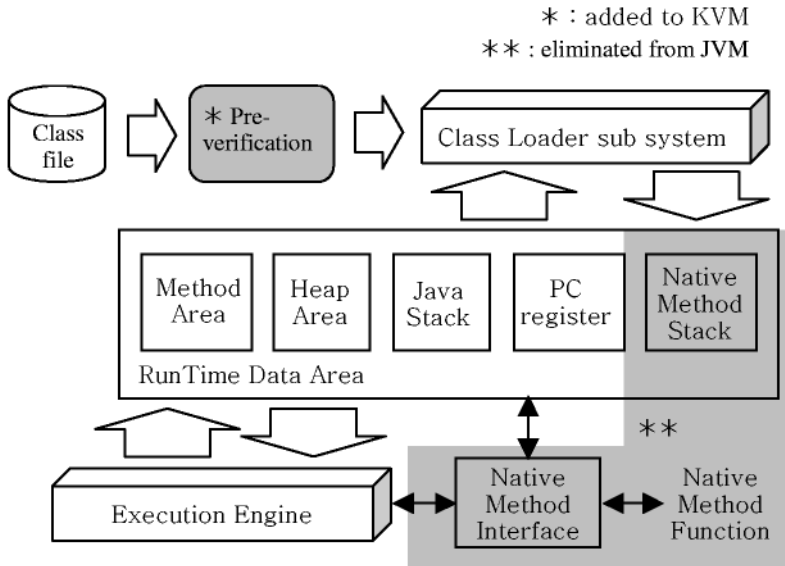 * : added to KVM
** : eliminated from JVM
Class
file
* Pre-
verification
Class Loader sub system
Method
Area
Heap
Area
Java
Stack
PC
register
Native
Method
Stack
RunTime Data Area
**
Execution Engine
Native
Method
Interface
Native
Method
Function